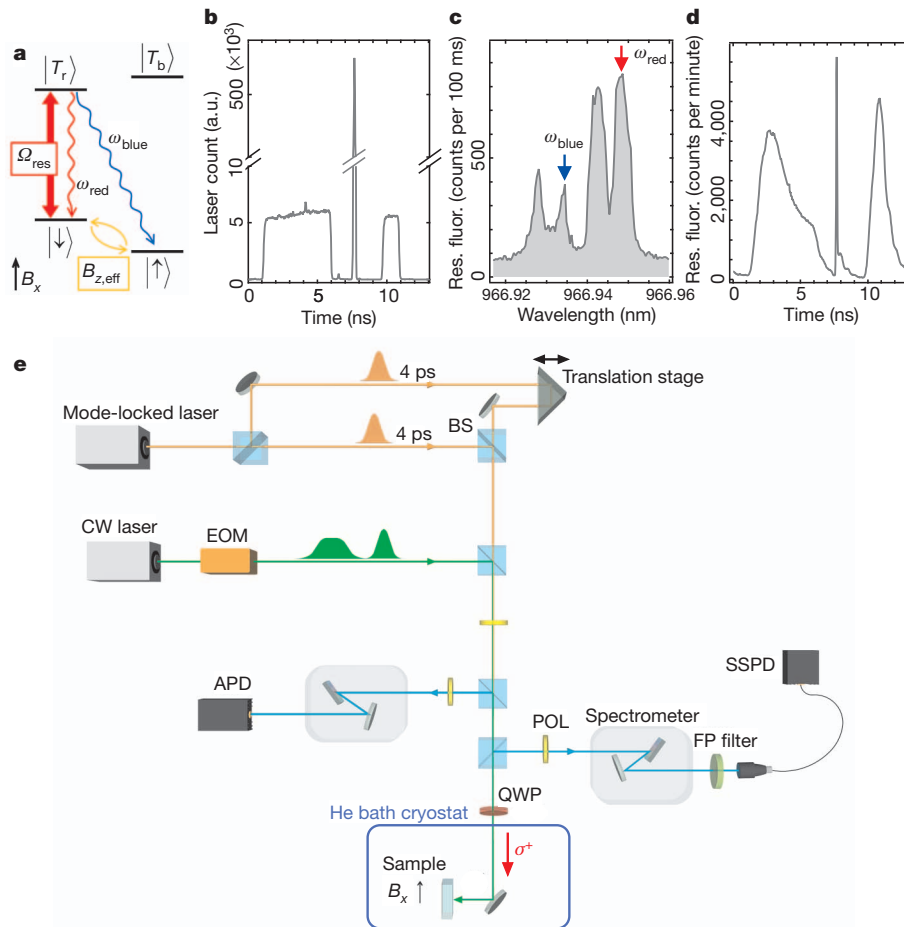 a
|T_r⟩
|T_b⟩
Ω_res
ω_red
ω_blue
|↓⟩
B_z,eff
|↑⟩
B_x
b
Laser count (a.u.) (×10³)
500
10
5
0
0
5
10
Time (ns)
c
Res. fluor. (counts per 100 ms)
500
0
ω_red
ω_blue
966.92
966.94
966.96
Wavelength (nm)
d
Res. fluor. (counts per minute)
4,000
2,000
0
0
5
10
Time (ns)
e
4 ps
Translation stage
Mode-locked laser
BS
4 ps
CW laser
EOM
SSPD
APD
POL
Spectrometer
FP filter
QWP
He bath cryostat
σ⁺
Sample
B_x ↑